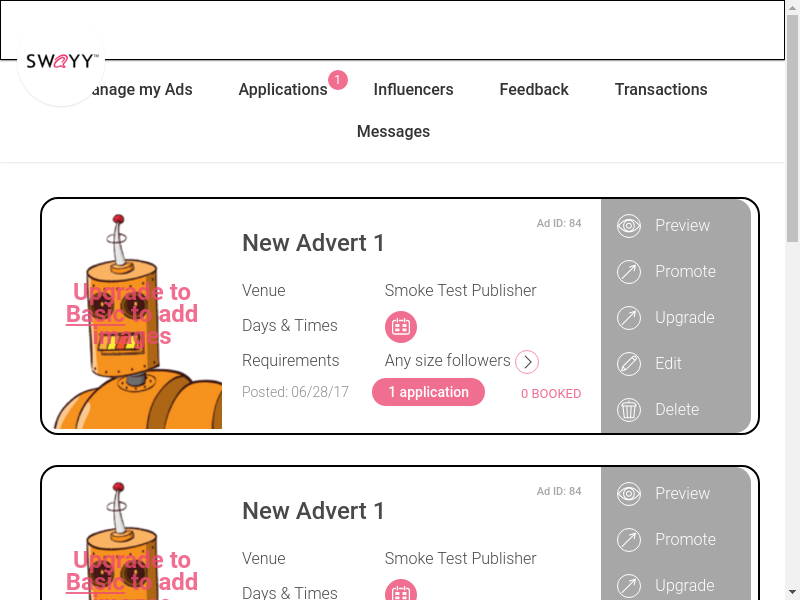 SWAYY™
anage my Ads
Applications
1
Influencers
Feedback
Transactions
Messages
Upgrade to
Basic to add
images
New Advert 1
Ad ID: 84
Venue
Smoke Test Publisher
Days & Times
Requirements
Any size followers
Posted: 06/28/17
1 application
0 BOOKED
Preview
Promote
Upgrade
Edit
Delete
Upgrade to
Basic to add
New Advert 1
Ad ID: 84
Venue
Smoke Test Publisher
Days & Times
Preview
Promote
Upgrade